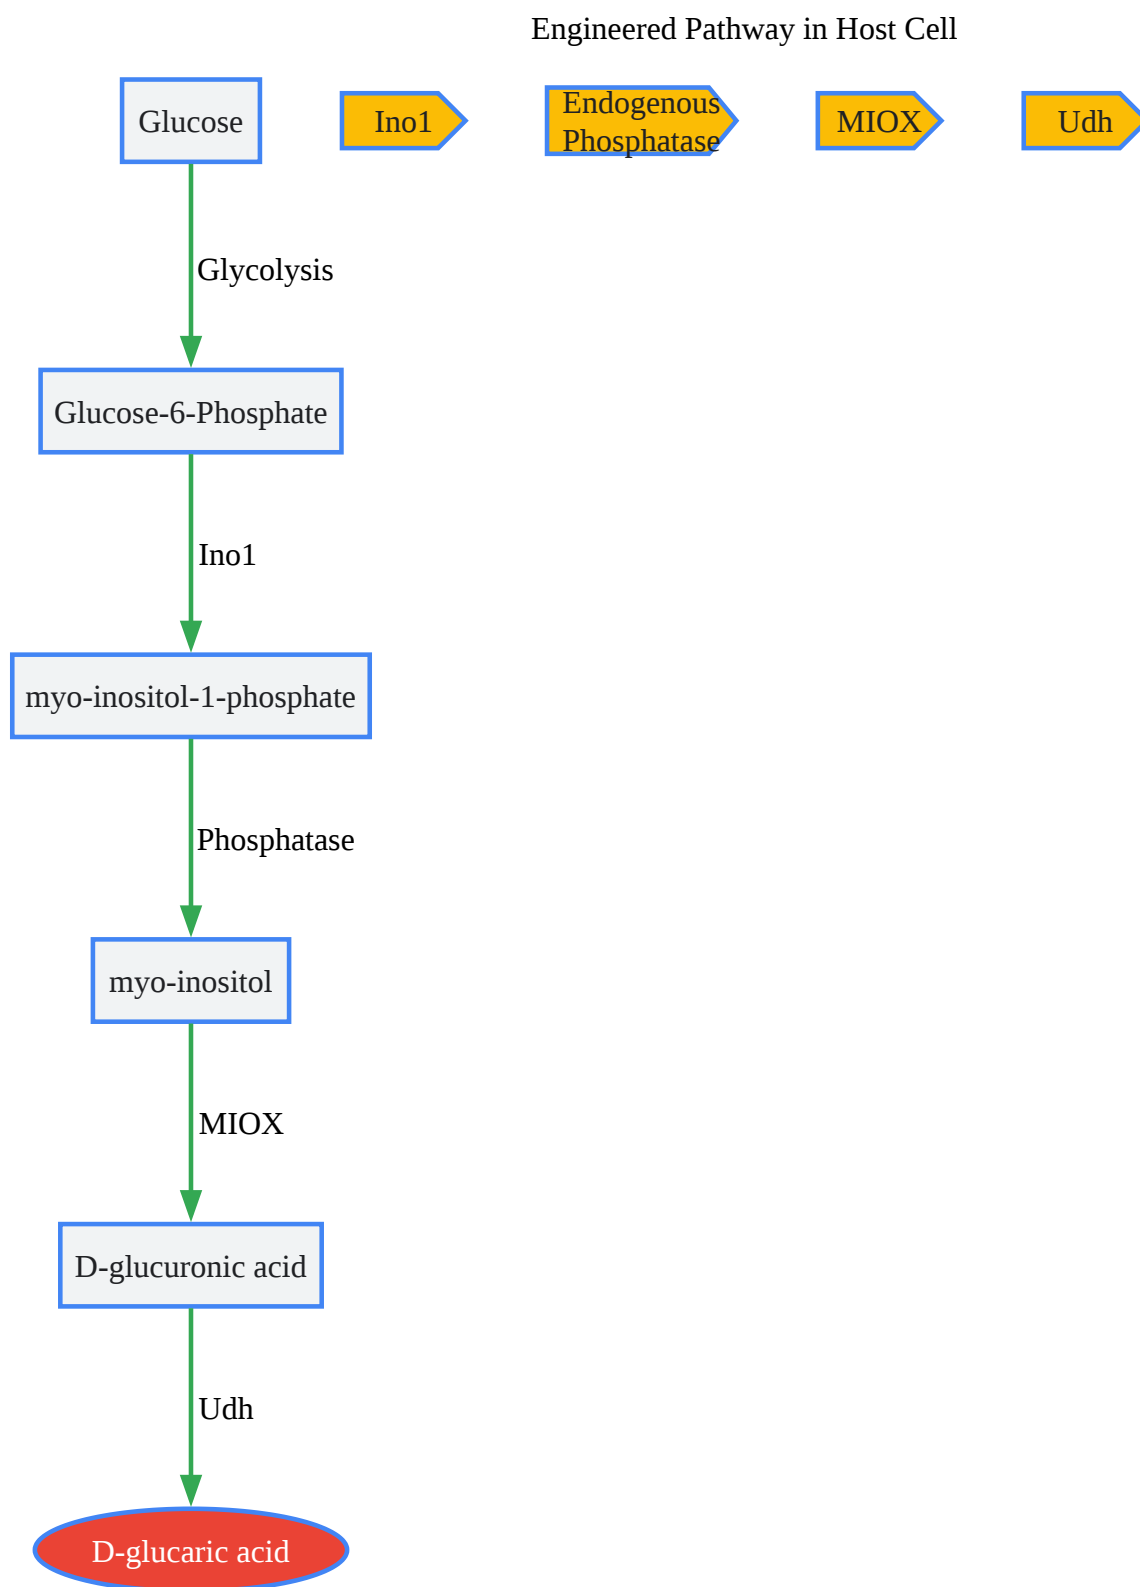 Engineered Pathway in Host Cell
Glucose
Ino1
Endogenous
Phosphatase
MIOX
Udh
Glycolysis
Glucose-6-Phosphate
Ino1
myo-inositol-1-phosphate
Phosphatase
myo-inositol
MIOX
D-glucuronic acid
Udh
D-glucaric acid